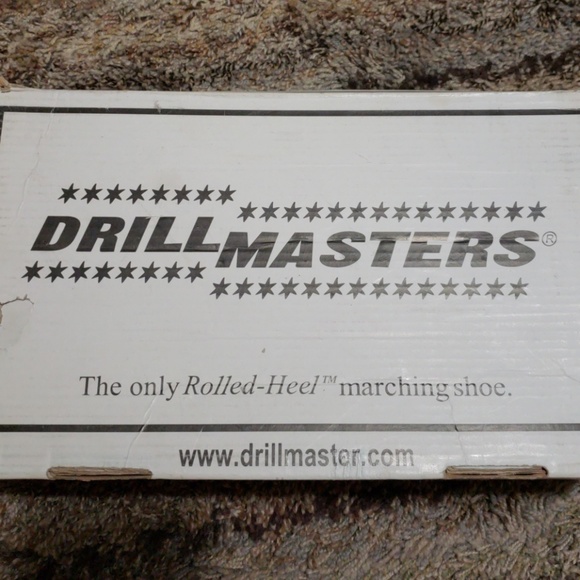 DRILLMASTERS®
The only Rolled-Heel™ marching shoe.
www.drillmaster.com